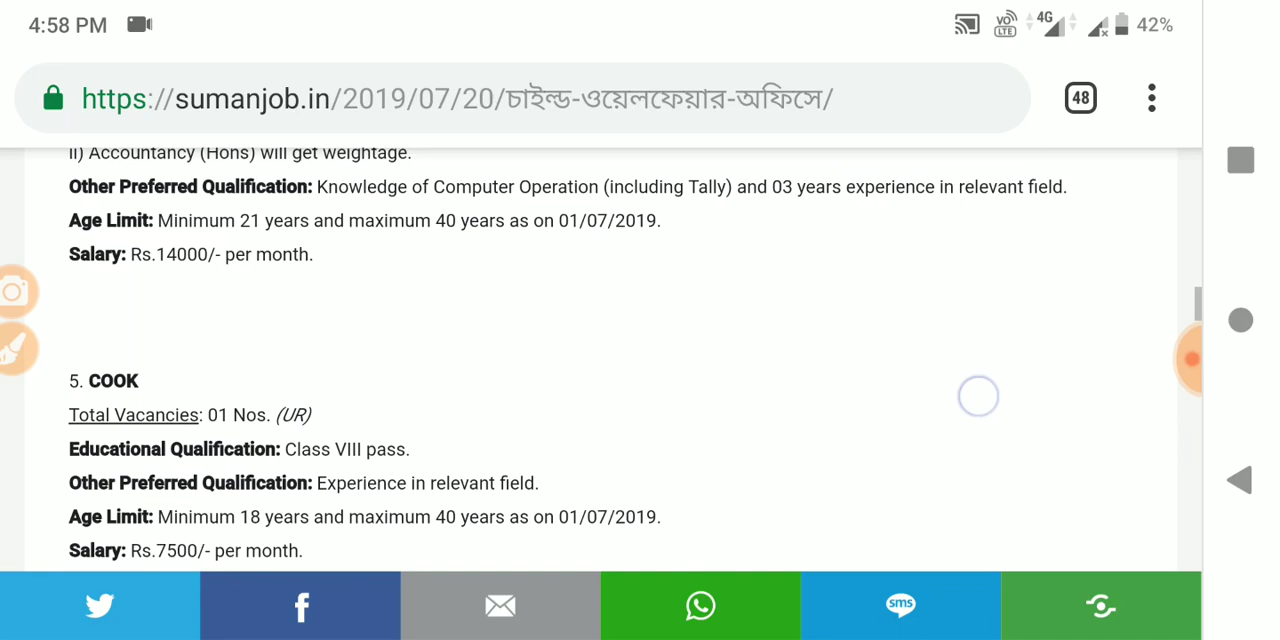 4:58 PM
VO LTE 4G 42%
https://sumanjob.in/2019/07/20/চাইল্ড-ওয়েলফেয়ার-অফিসে/
48
ii) Accountancy (Hons) will get weightage.
Other Preferred Qualification: Knowledge of Computer Operation (including Tally) and 03 years experience in relevant field.
Age Limit: Minimum 21 years and maximum 40 years as on 01/07/2019.
Salary: Rs.14000/- per month.
5. COOK
Total Vacancies: 01 Nos. (UR)
Educational Qualification: Class VIII pass.
Other Preferred Qualification: Experience in relevant field.
Age Limit: Minimum 18 years and maximum 40 years as on 01/07/2019.
Salary: Rs.7500/- per month.
sms